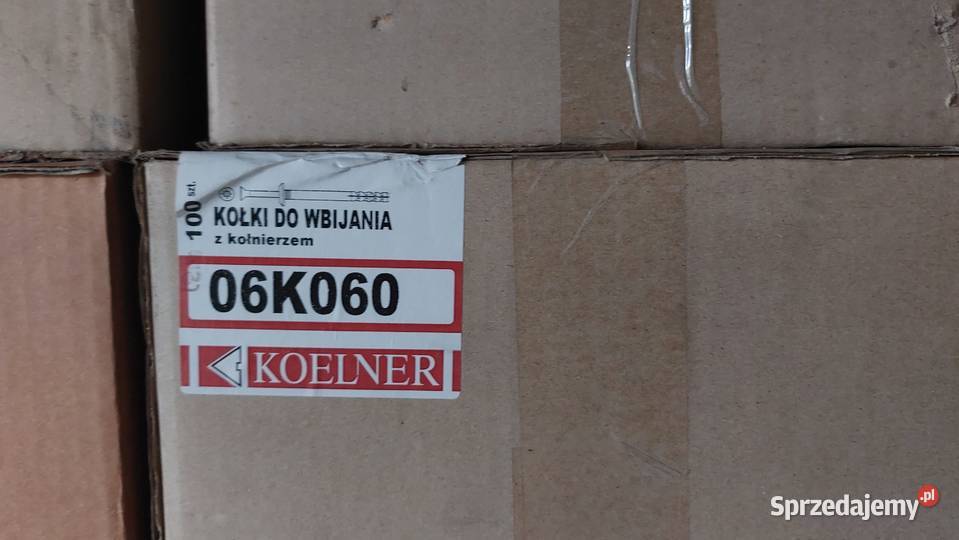 100 szt.
KOŁKI DO WBIJANIA
z kołnierzem
06K060
KOELNER
Sprzedajemy.pl